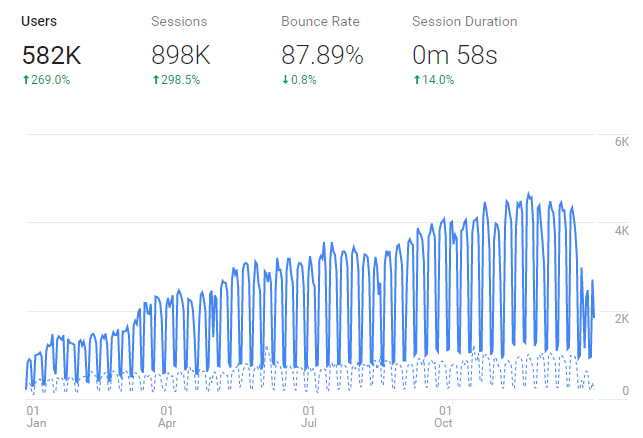 Users Sessions Bounce Rate Session Duration
582K 898K 87.89% 0m 58s
↑269.0% ↑298.5% ↓0.8% ↑14.0%
6K
4K
2K
0
01 01 01 01
Jan Apr Jul Oct